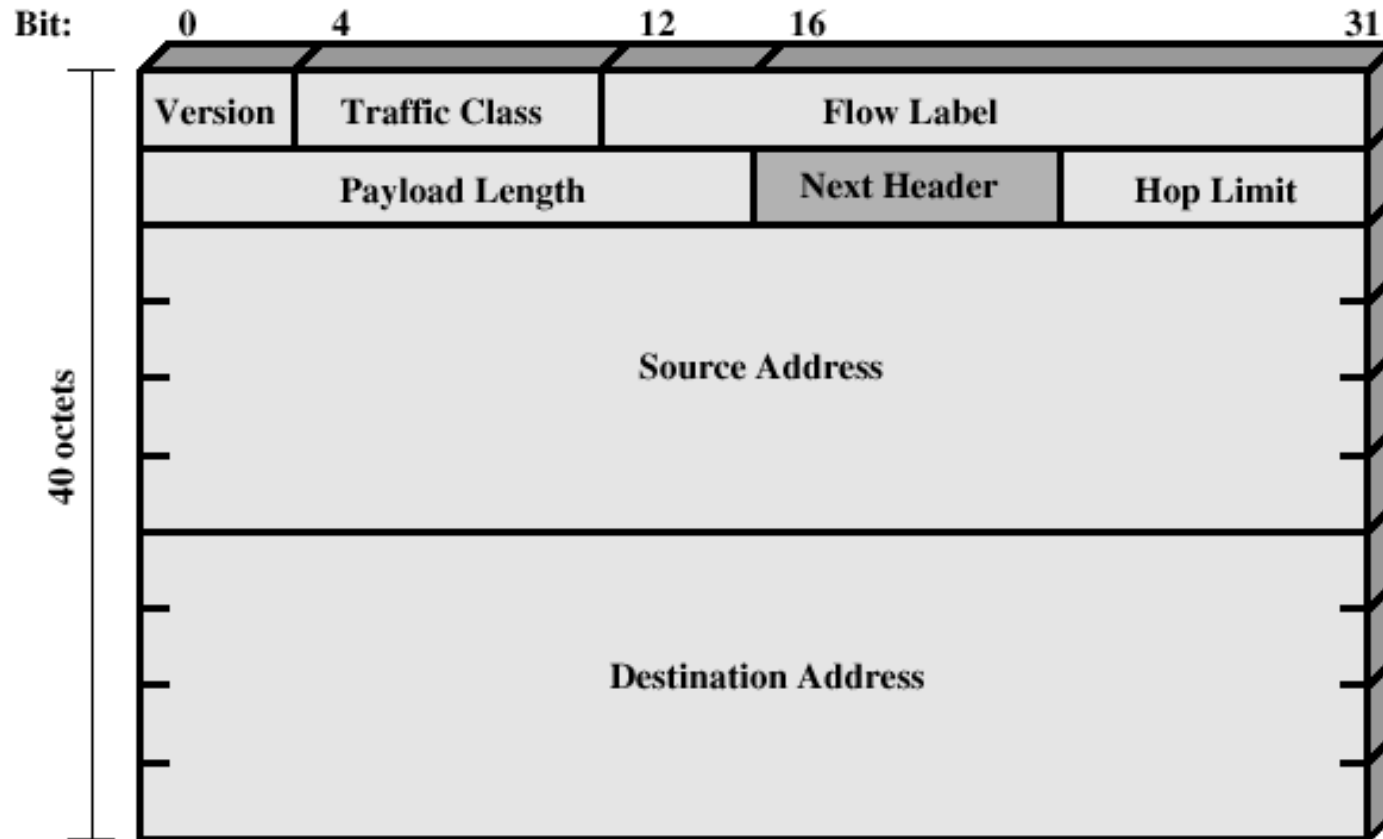 Bit: 0 4 12 16 31
Version Traffic Class Flow Label
Payload Length Next Header Hop Limit
Source Address
40 octets
Destination Address